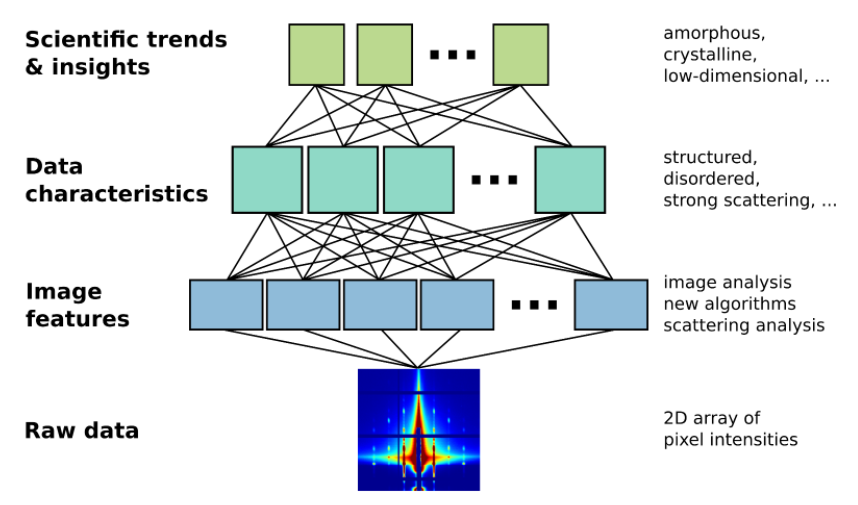 Scientific trends
& insights
amorphous,
crystalline,
low-dimensional, ...
Data
characteristics
structured,
disordered,
strong scattering, ...
Image
features
image analysis
new algorithms
scattering analysis
Raw data
2D array of
pixel intensities